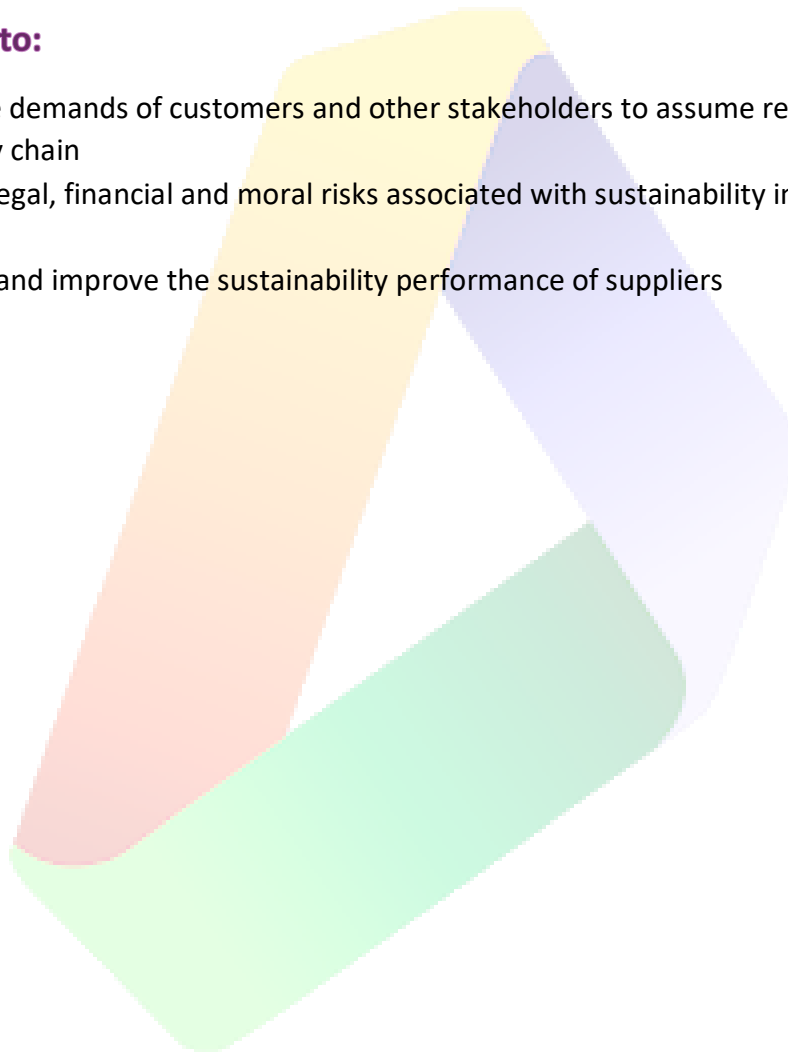 to:
demands of customers and other stakeholders to assume re
chain
egal, financial and moral risks associated with sustainability in
and improve the sustainability performance of suppliers